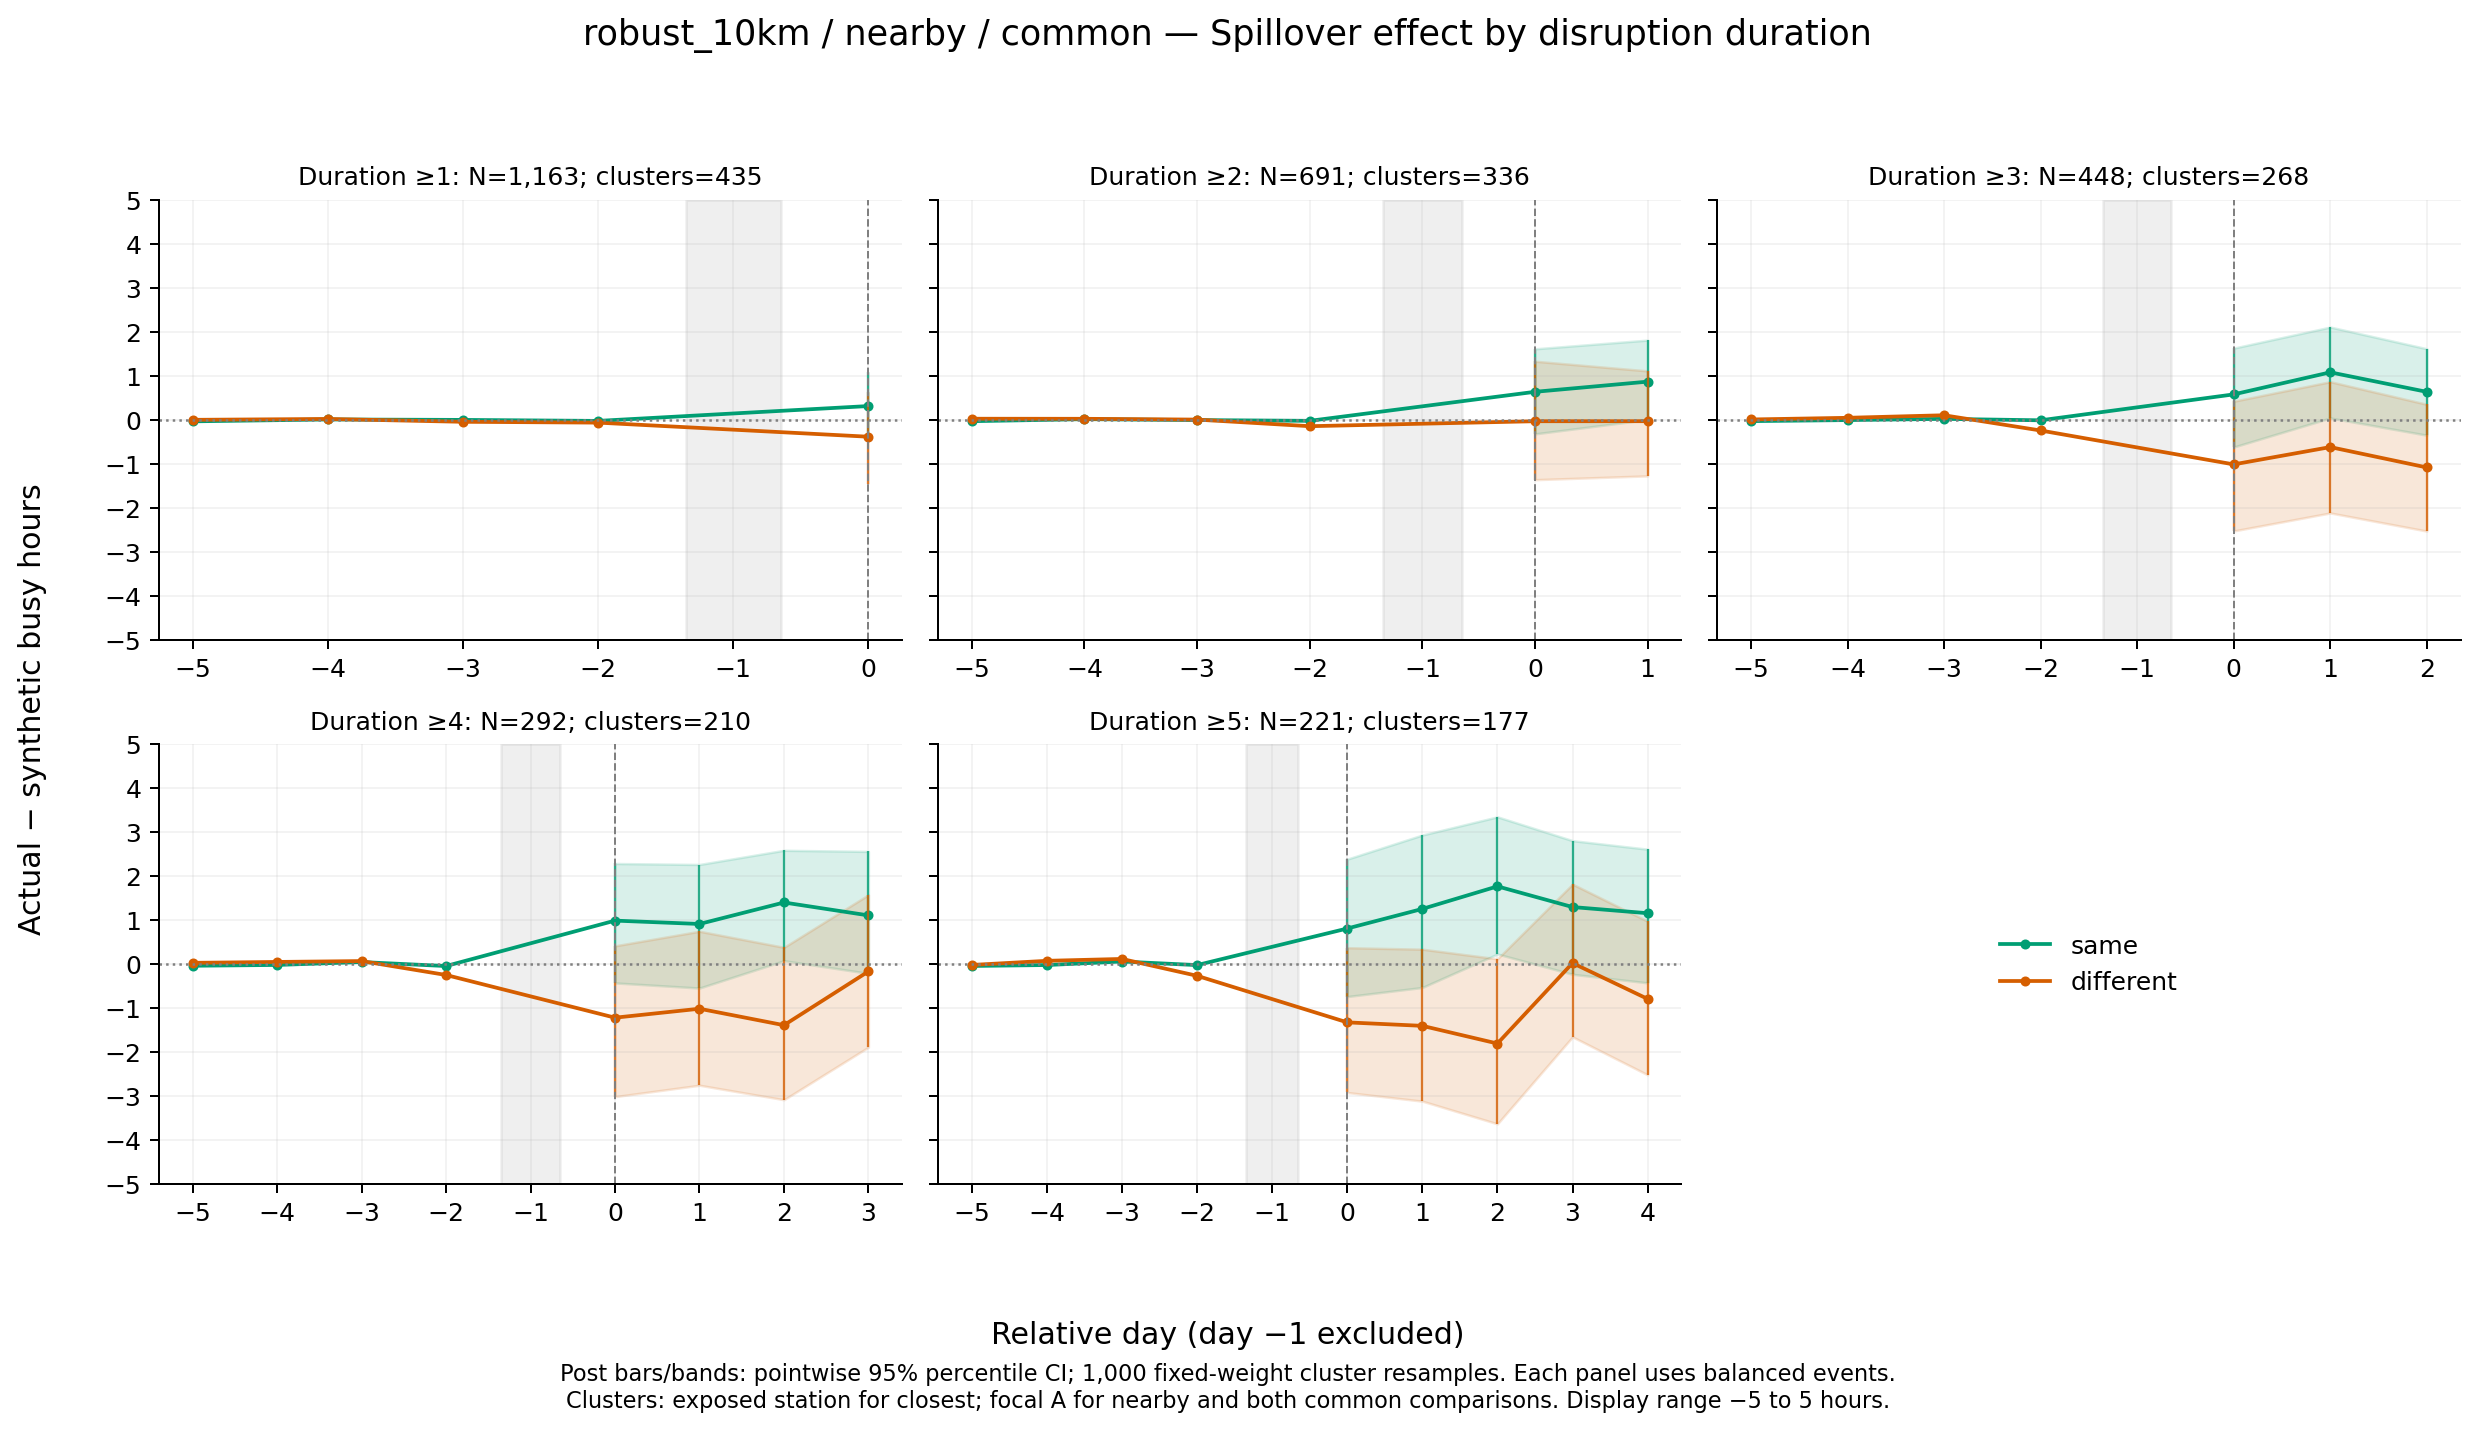 robust_10km / nearby / common — Spillover effect by disruption duration
Duration ≥1: N=1,163; clusters=435
Duration ≥2: N=691; clusters=336
Duration ≥3: N=448; clusters=268
5
4
3
2
1
0
−1
−2
−3
−4
−5
−5 −4 −3 −2 −1 0
−5 −4 −3 −2 −1 0 1
−5 −4 −3 −2 −1 0 1 2
Actual − synthetic busy hours
Duration ≥4: N=292; clusters=210
Duration ≥5: N=221; clusters=177
5
4
3
2
1
0
−1
−2
−3
−4
−5
−5 −4 −3 −2 −1 0 1 2 3
−5 −4 −3 −2 −1 0 1 2 3 4
same
different
Relative day (day −1 excluded)
Post bars/bands: pointwise 95% percentile CI; 1,000 fixed-weight cluster resamples. Each panel uses balanced events.
Clusters: exposed station for closest; focal A for nearby and both common comparisons. Display range −5 to 5 hours.